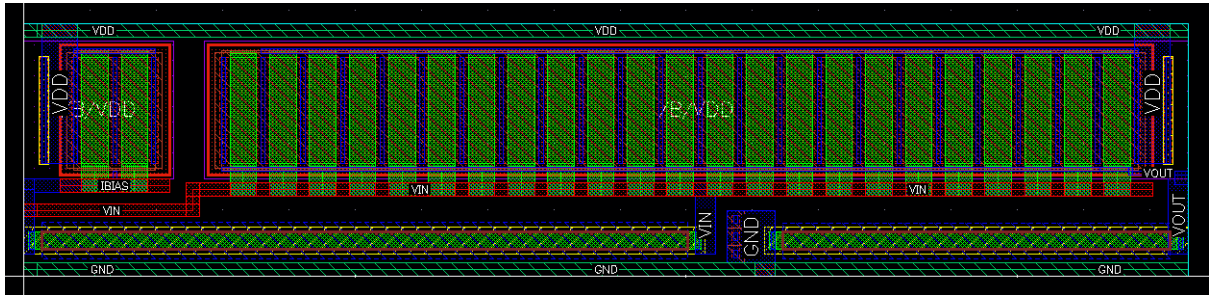 VDD VDD VDD
VDD
/B/VDD
/B/VDD
VDD
VOUT
IBIAS
VIN
VIN
VIN
VIN
GND
VOUT
GND GND GND